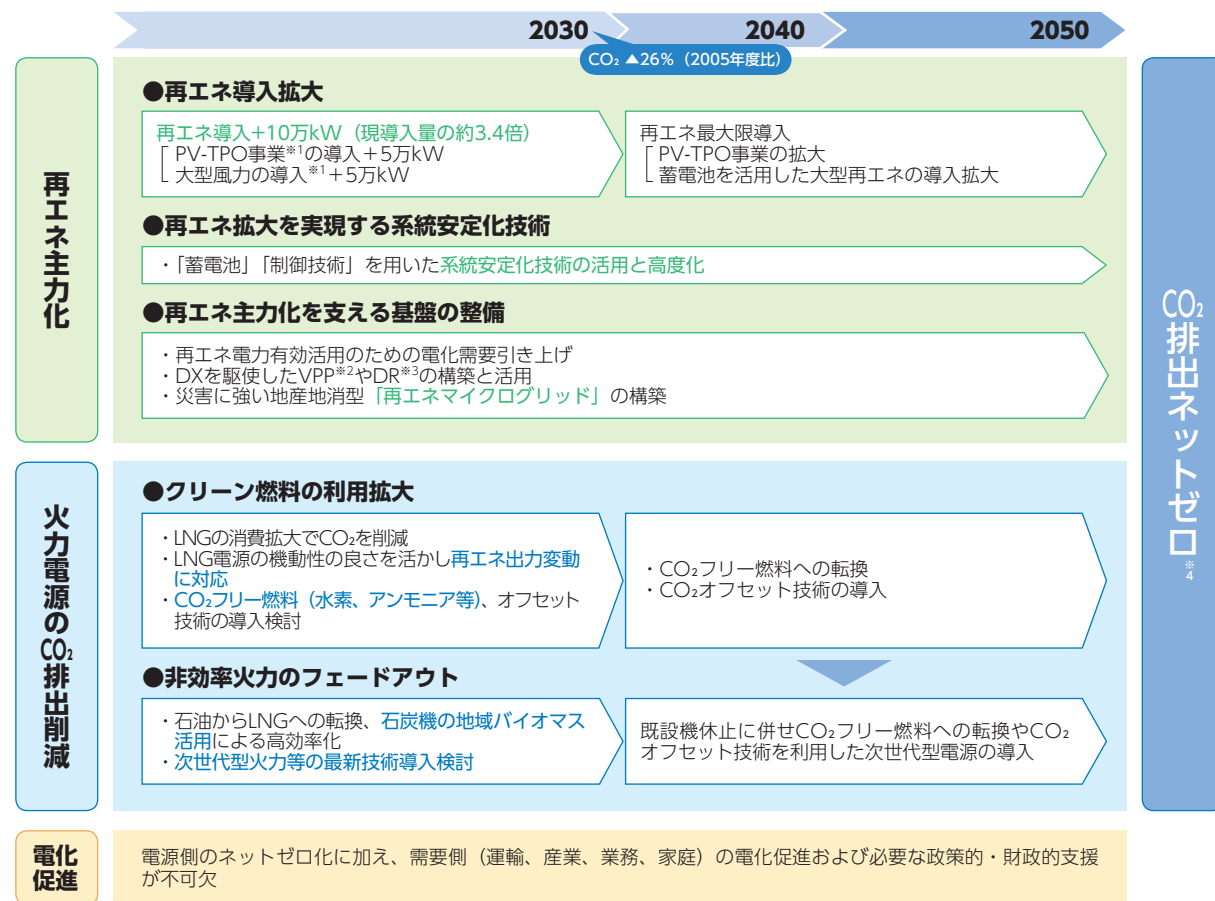 2030
2040
2050
CO₂ ▲26%（2005年度比）
再エネ主力化
●再エネ導入拡大
再エネ導入+10万kW（現導入量の約3.4倍）
PV-TPO事業※1の導入＋5万kW
大型風力の導入※1＋5万kW
再エネ最大限導入
PV-TPO事業の拡大
蓄電池を活用した大型再エネの導入拡大
●再エネ拡大を実現する系統安定化技術
・「蓄電池」「制御技術」を用いた系統安定化技術の活用と高度化
●再エネ主力化を支える基盤の整備
・再エネ電力有効活用のための電化需要引き上げ
・DXを駆使したVPP※2やDR※3の構築と活用
・災害に強い地産地消型「再エネマイクログリッド」の構築
火力電源のCO₂排出削減
●クリーン燃料の利用拡大
・LNGの消費拡大でCO₂を削減
・LNG電源の機動性の良さを活かし再エネ出力変動
に対応
・CO₂フリー燃料（水素、アンモニア等）、オフセット
技術の導入検討
・CO₂フリー燃料への転換
・CO₂オフセット技術の導入
●非効率火力のフェードアウト
・石油からLNGへの転換、石炭機の地域バイオマス
活用による高効率化
・次世代型火力等の最新技術導入検討
既設機休止に併せCO₂フリー燃料への転換やCO₂
オフセット技術を利用した次世代型電源の導入
CO₂排出ネットゼロ※4
電化
促進
電源側のネットゼロ化に加え、需要側（運輸、産業、業務、家庭）の電化促進および必要な政策的・財政的支援
が不可欠